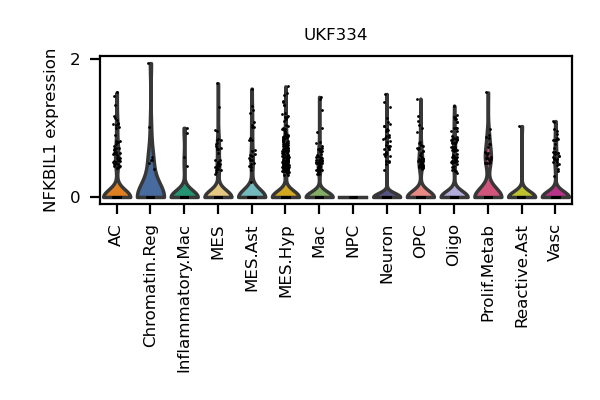 UKF334
NFKBIL1 expression
2
0
AC
Chromatin.Reg
Inflammatory.Mac
MES
MES.Ast
MES.Hyp
Mac
NPC
Neuron
OPC
Oligo
Prolif.Metab
Reactive.Ast
Vasc